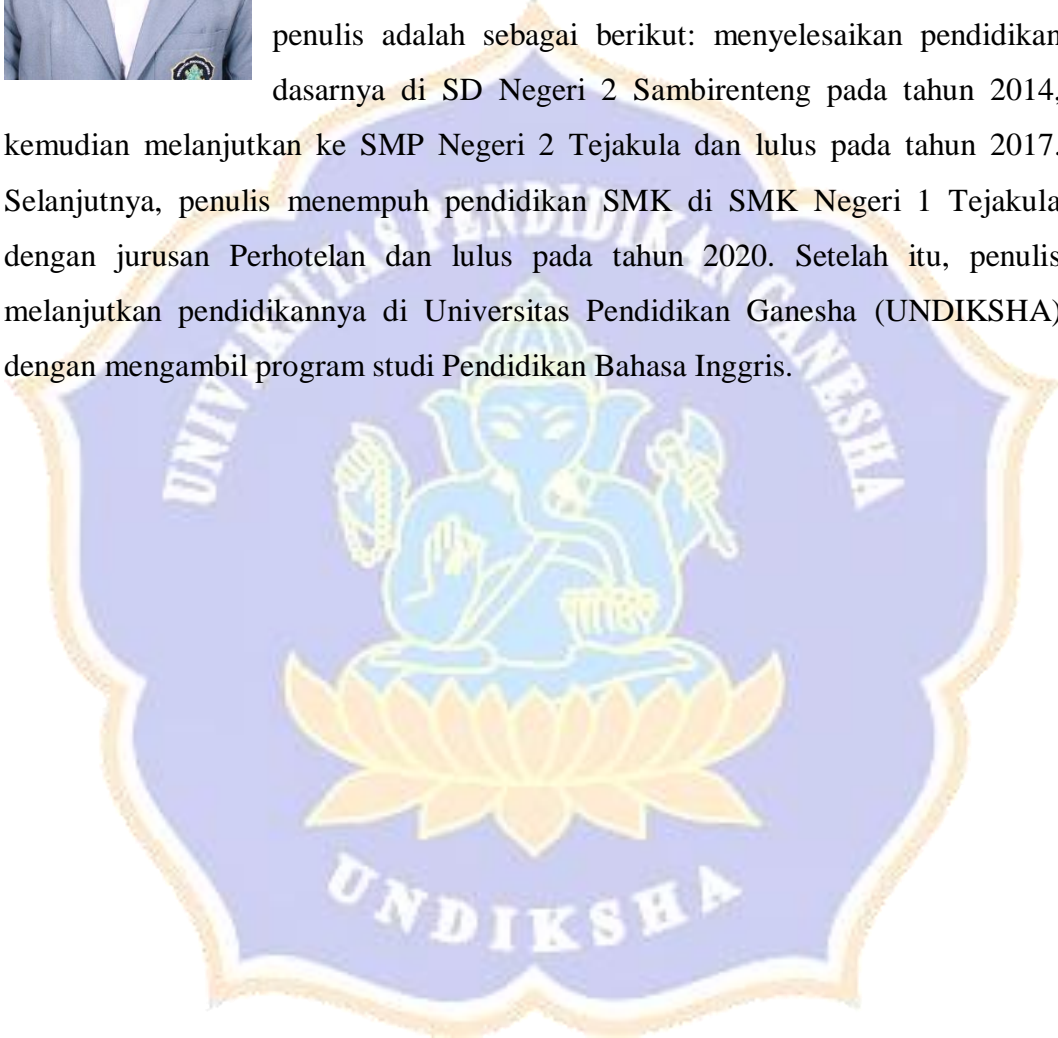 penulis adalah sebagai berikut: menyelesaikan pendidikan
dasarnya di SD Negeri 2 Sambirenteng pada tahun 2014,
kemudian melanjutkan ke SMP Negeri 2 Tejakula dan lulus pada tahun 2017.
Selanjutnya, penulis menempuh pendidikan SMK di SMK Negeri 1 Tejakula
dengan jurusan Perhotelan dan lulus pada tahun 2020. Setelah itu, penulis
melanjutkan pendidikannya di Universitas Pendidikan Ganesha (UNDIKSHA)
dengan mengambil program studi Pendidikan Bahasa Inggris.
UNIVERSITAS PENDIDIKAN GANESHA
UNDIKSHA